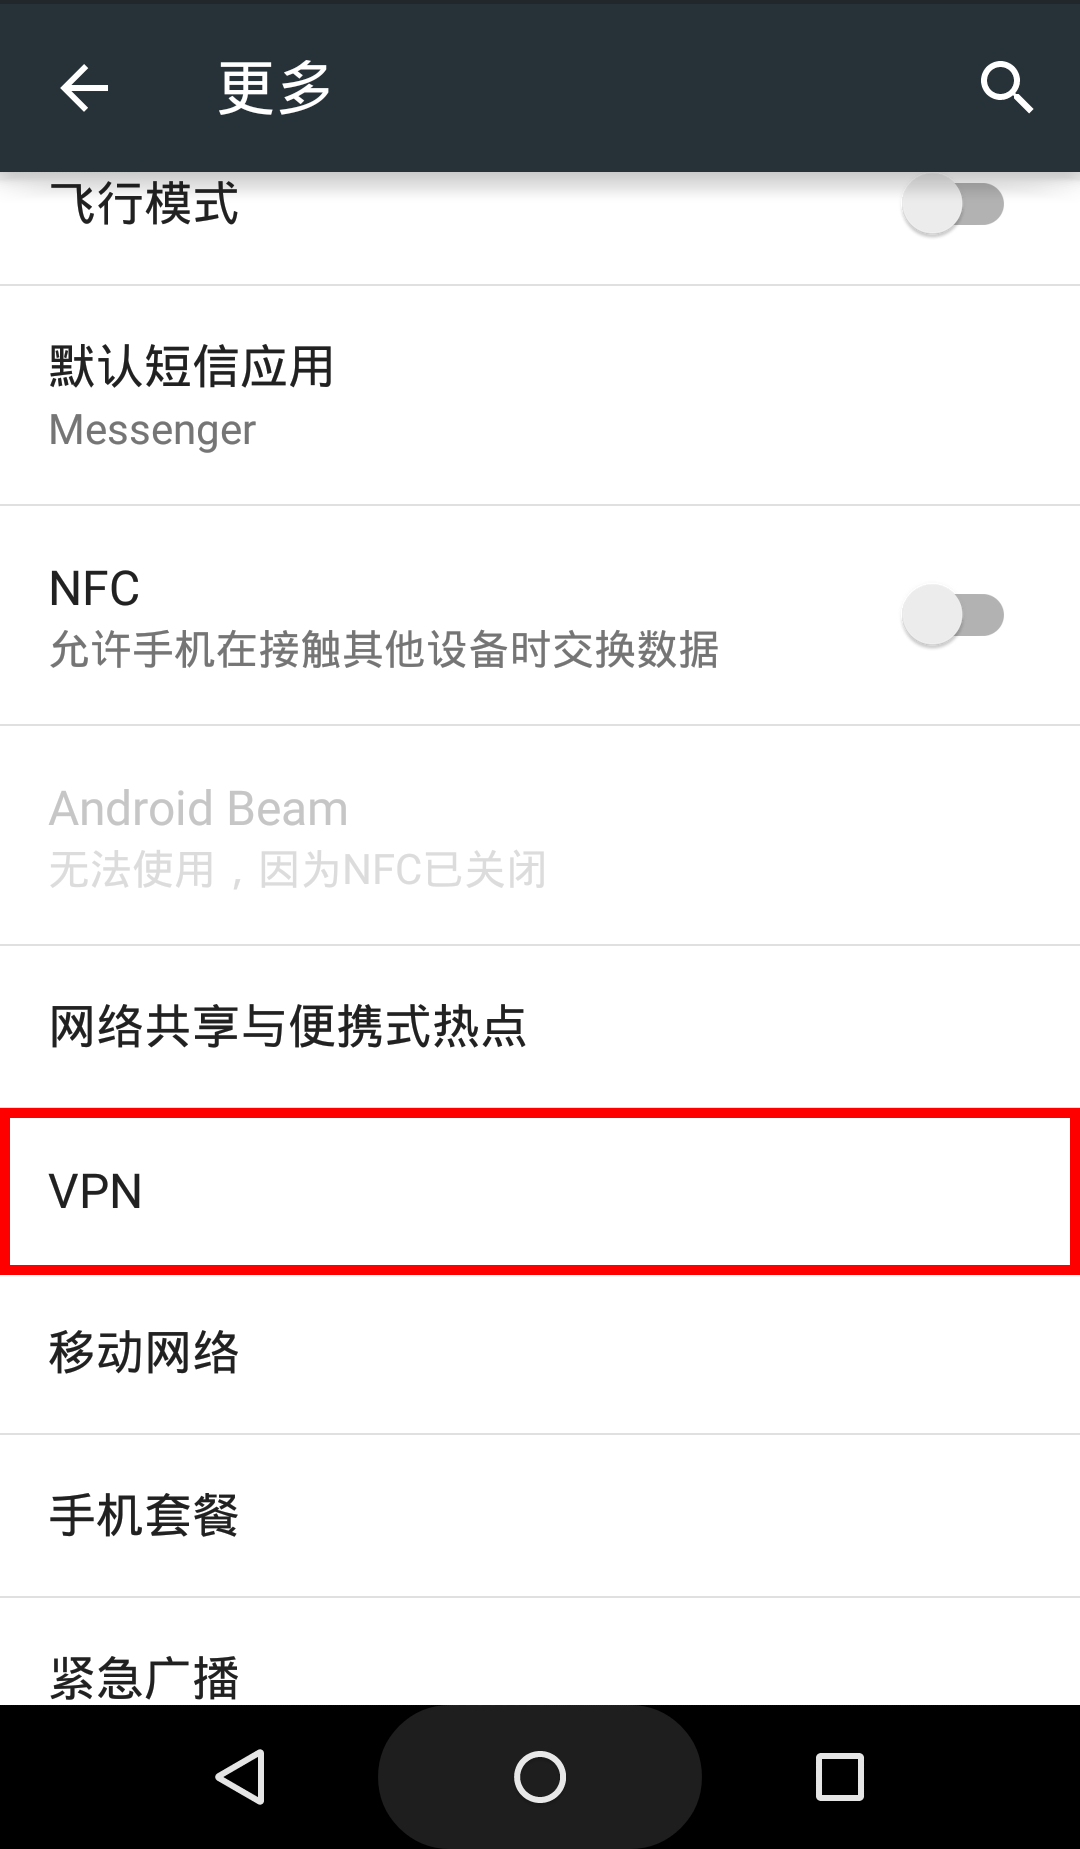 更多
飞行模式
默认短信应用
Messenger
NFC
允许手机在接触其他设备时交换数据
Android Beam
无法使用，因为NFC已关闭
网络共享与便携式热点
VPN
移动网络
手机套餐
紧急广播